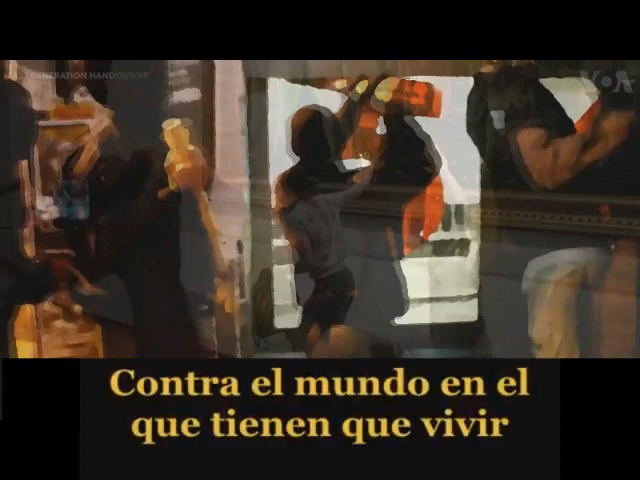 GENERATION HANDOUT/AP
VOA
Contra el mundo en el
que tienen que vivir